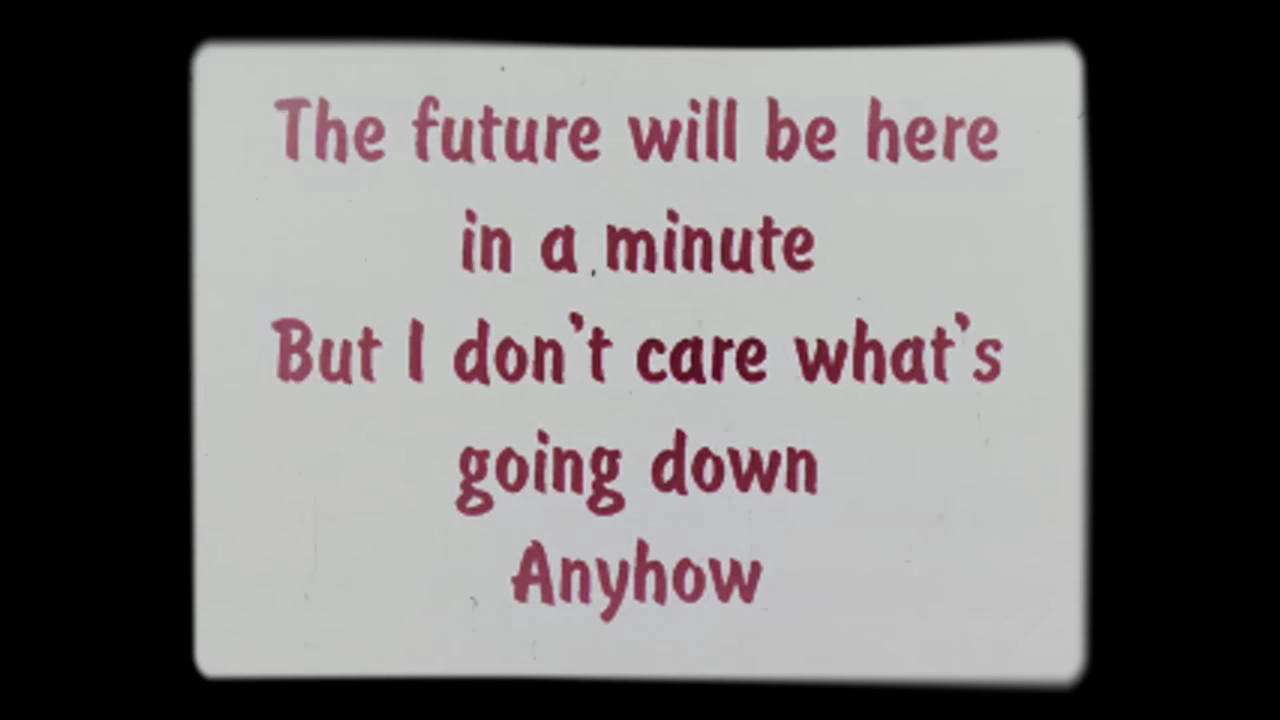 The future will be here
in a minute
But I don't care what's
going down
Anyhow